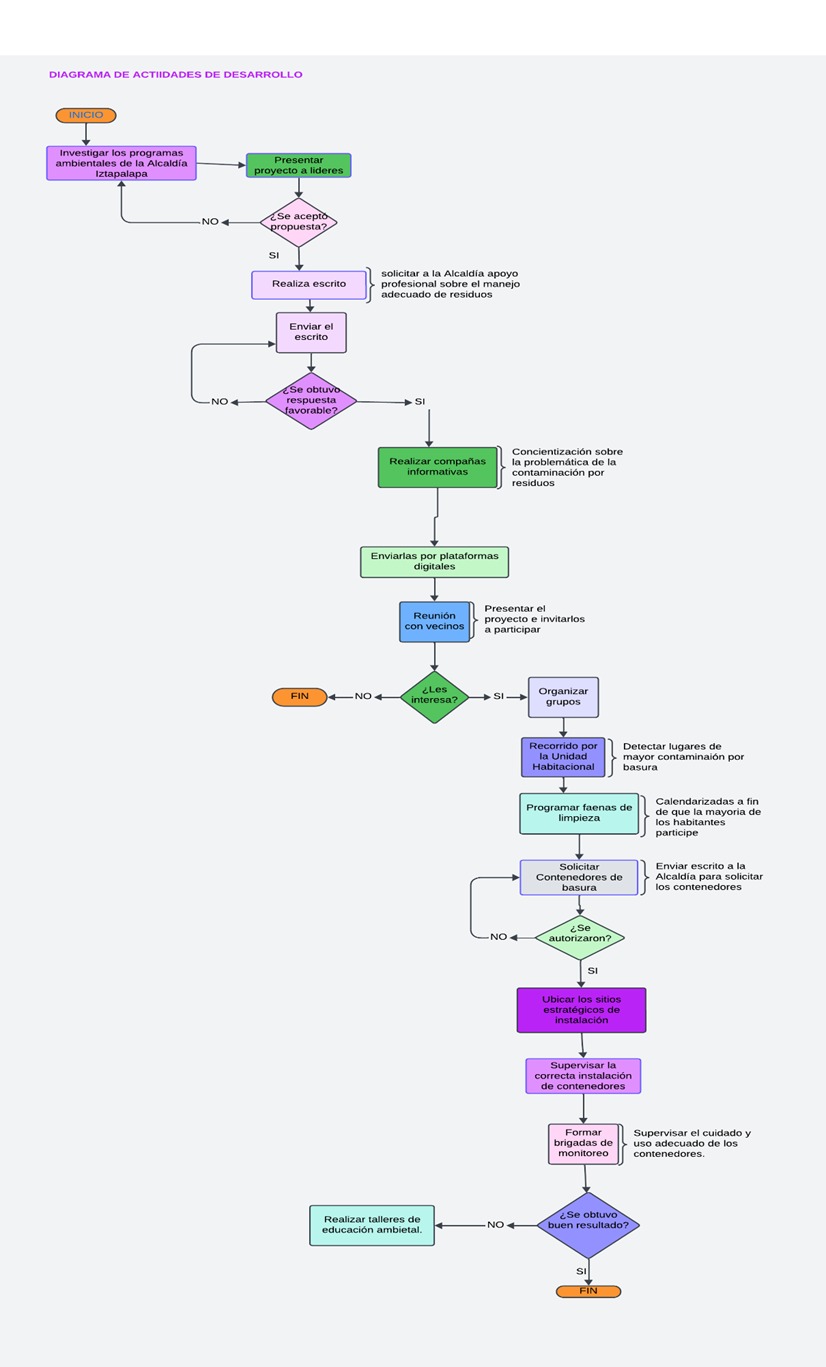 DIAGRAMA DE ACTIIDADES DE DESARROLLO
INICIO
Investigar los programas
ambientales de la Alcaldía
Iztapalapa
Presentar
proyecto a lideres
¿Se aceptó
propuesta?
NO
SI
Realiza escrito
solicitar a la Alcaldía apoyo
profesional sobre el manejo
adecuado de residuos
Enviar el
escrito
¿Se obtuvo
respuesta
favorable?
NO
SI
Realizar compañas
informativas
Concientización sobre
la problemática de la
contaminación por
residuos
Enviarlas por plataformas
digitales
Reunión
con vecinos
Presentar el
proyecto e invitarlos
a participar
¿Les
interesa?
NO
FIN
SI
Organizar
grupos
Recorrido por
la Unidad
Habitacional
Detectar lugares de
mayor contaminaión por
basura
Programar faenas de
limpieza
Calendarizadas a fin
de que la mayoria de
los habitantes
participe
Solicitar
Contenedores de
basura
Enviar escrito a la
Alcaldía para solicitar
los contenedores
¿Se
autorizaron?
NO
SI
Ubicar los sitios
estratégicos de
instalación
Supervisar la
correcta instalación
de contenedores
Formar
brigadas de
monitoreo
Supervisar el cuidado y
uso adecuado de los
contenedores.
¿Se obtuvo
buen resultado?
NO
Realizar talleres de
educación ambietal.
SI
FIN